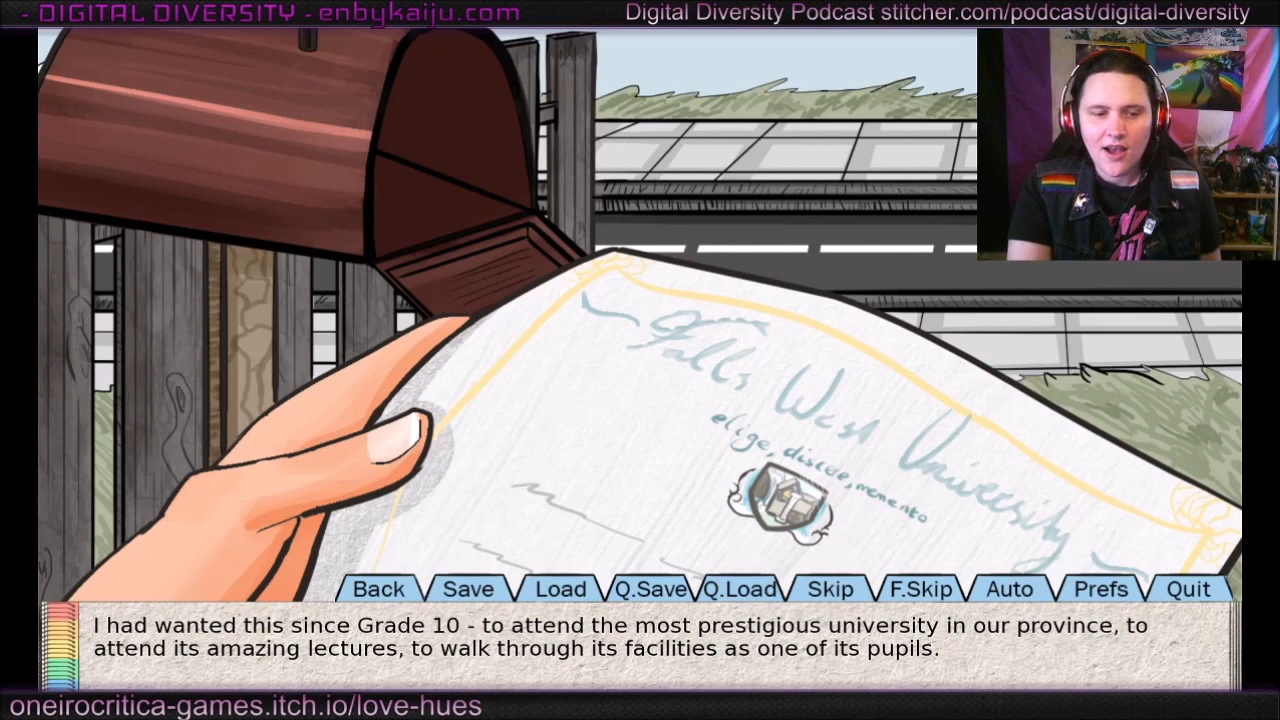 - DIGITAL DIVERSITY - enbykaiju.com
Digital Diversity Podcast stitcher.com/podcast/digital-diversity
Falls West University
elige, discee, memento
Back Save Load Q.Save Q.Load Skip F.Skip Auto Prefs Quit
I had wanted this since Grade 10 - to attend the most prestigious university in our province, to
attend its amazing lectures, to walk through its facilities as one of its pupils.
oneirocritica-games.itch.io/love-hues